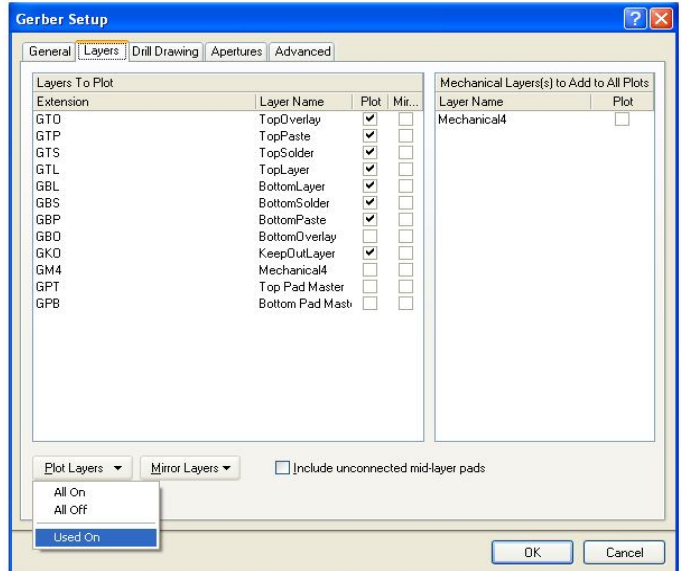 Gerber Setup
General Layers Drill Drawing Apertures Advanced
Layers To Plot
Extension Layer Name Plot Mir...
GTO TopOverlay
GTP TopPaste
GTS TopSolder
GTL TopLayer
GBL BottomLayer
GBS BottomSolder
GBP BottomPaste
GBO BottomOverlay
GKO KeepOutLayer
GM4 Mechanical4
GPT Top Pad Master
GPB Bottom Pad Mast
Mechanical Layers(s) to Add to All Plots
Layer Name Plot
Mechanical4
Plot Layers Mirror Layers Include unconnected mid-layer pads
All On
All Off
Used On
OK Cancel